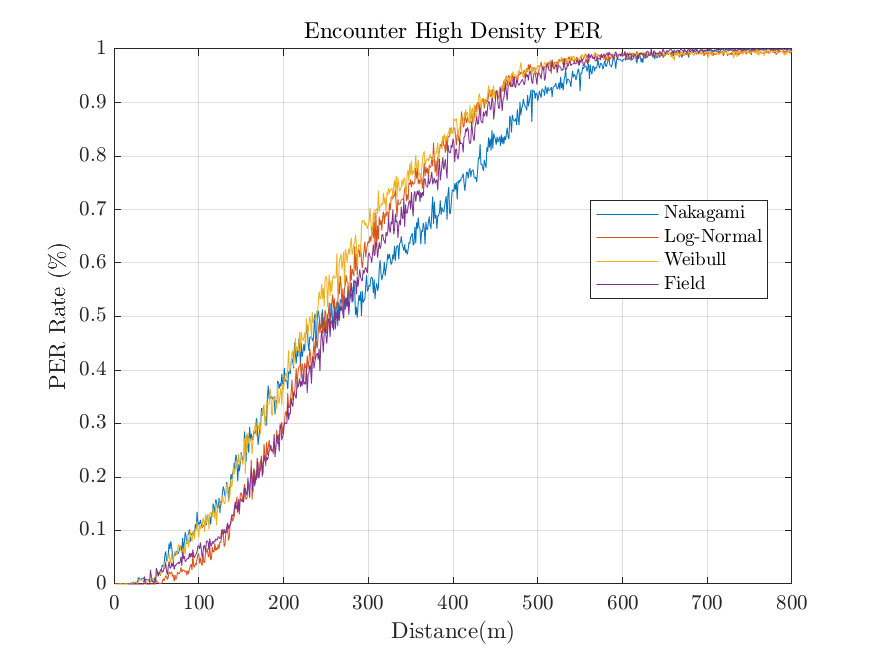 Encounter High Density PER
1
0.9
0.8
0.7
0.6
0.5
0.4
0.3
0.2
0.1
0
PER Rate (%)
Nakagami
Log-Normal
Weibull
Field
0 100 200 300 400 500 600 700 800
Distance(m)